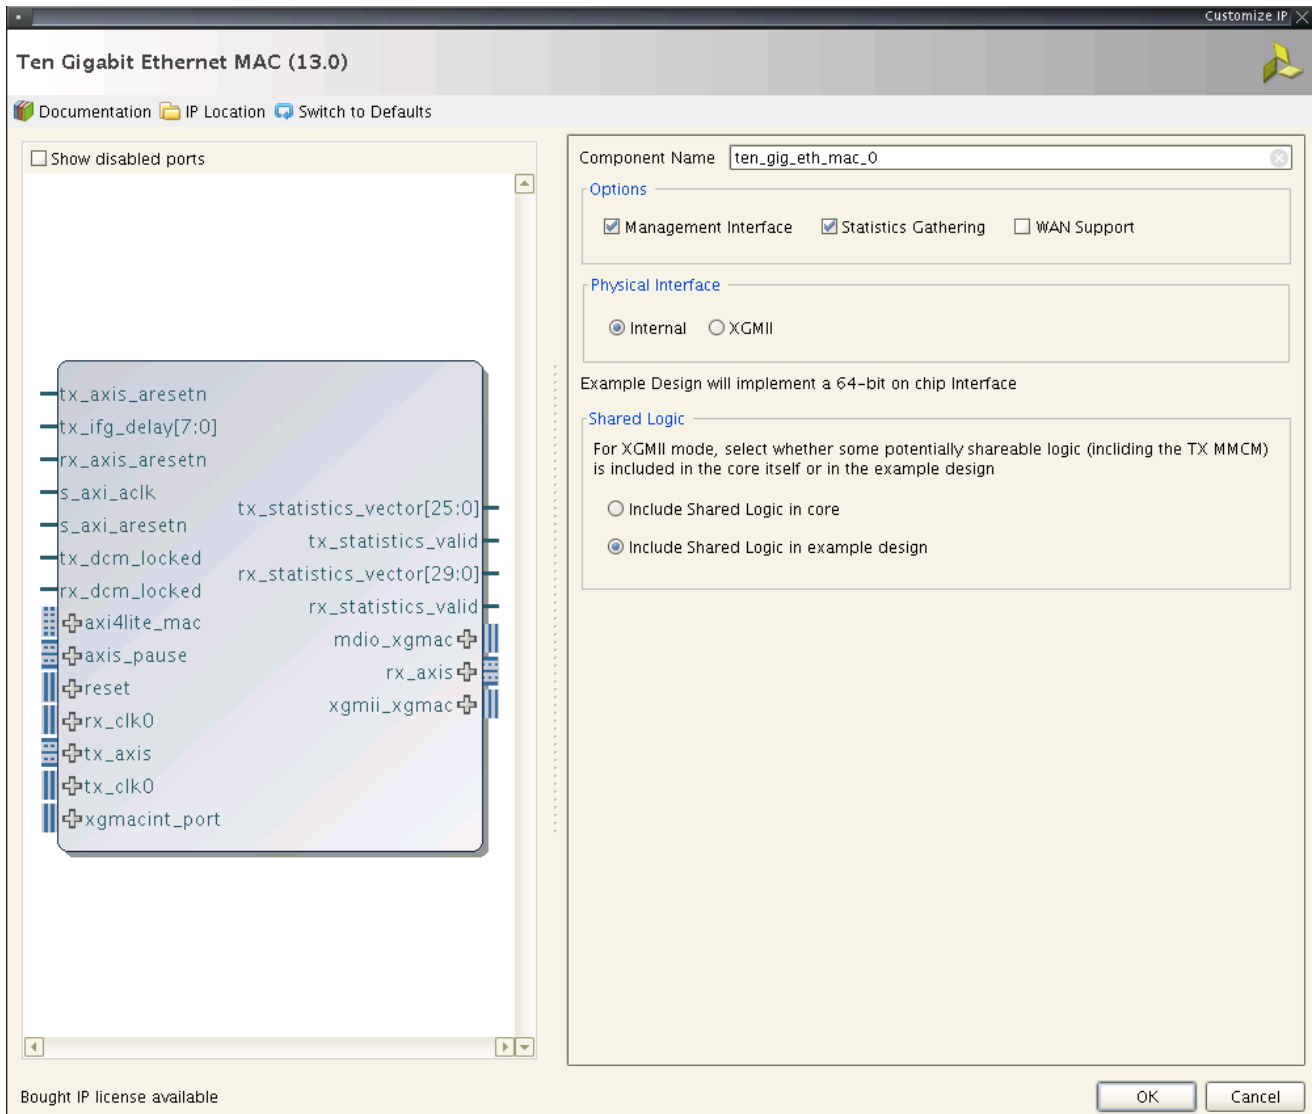 Customize IP
Ten Gigabit Ethernet MAC (13.0)
Documentation IP Location Switch to Defaults
Show disabled ports
tx_axis_aresetn
tx_ifg_delay[7:0]
rx_axis_aresetn
s_axi_aclk
s_axi_aresetn
tx_dcm_locked
rx_dcm_locked
axi4lite_mac
axis_pause
reset
rx_clk0
tx_axis
tx_clk0
xgmacint_port
tx_statistics_vector[25:0]
tx_statistics_valid
rx_statistics_vector[29:0]
rx_statistics_valid
mdio_xgmac
rx_axis
xgmii_xgmac
Component Name ten_gig_eth_mac_0
Options
Management Interface Statistics Gathering WAN Support
Physical Interface
Internal XGMII
Example Design will implement a 64-bit on chip Interface
Shared Logic
For XGMII mode, select whether some potentially shareable logic (incliding the TX MMCM)
is included in the core itself or in the example design
Include Shared Logic in core
Include Shared Logic in example design
Bought IP license available
OK Cancel